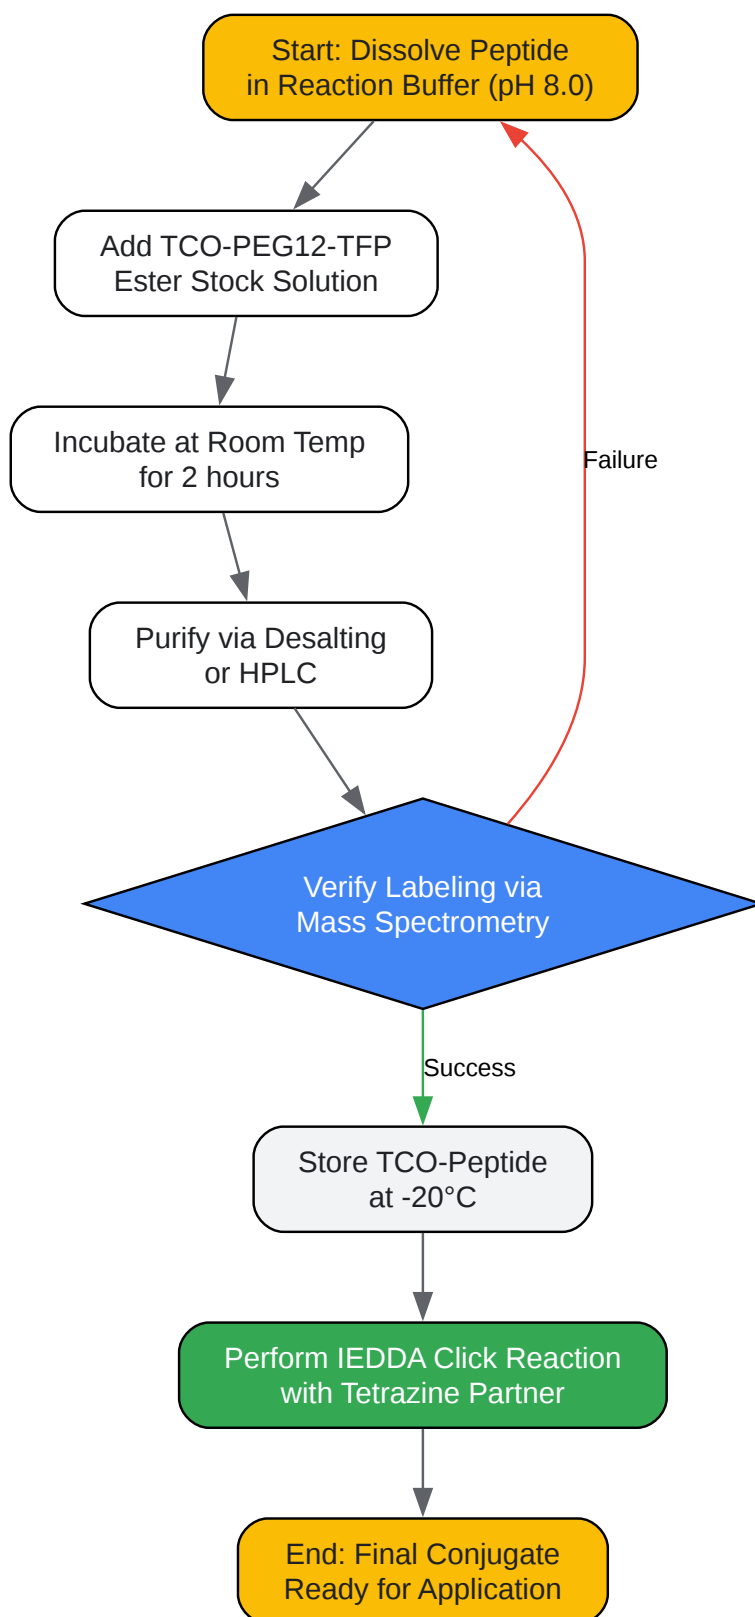 Start: Dissolve Peptide
in Reaction Buffer (pH 8.0)
Add TCO-PEG12-TFP
Ester Stock Solution
Incubate at Room Temp
for 2 hours
Failure
Purify via Desalting
or HPLC
Verify Labeling via
Mass Spectrometry
Success
Store TCO-Peptide
at -20°C
Perform IEDDA Click Reaction
with Tetrazine Partner
End: Final Conjugate
Ready for Application